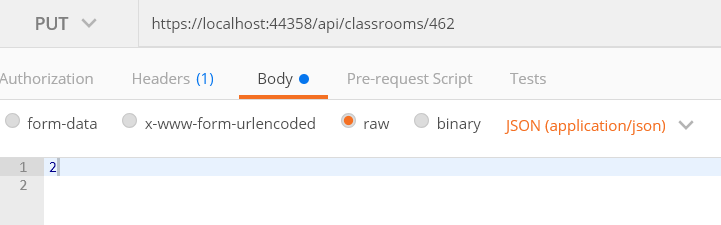 PUT https://localhost:44358/api/classrooms/462
Authorization Headers (1) Body Pre-request Script Tests
form-data x-www-form-urlencoded raw binary JSON (application/json)
1 2
2